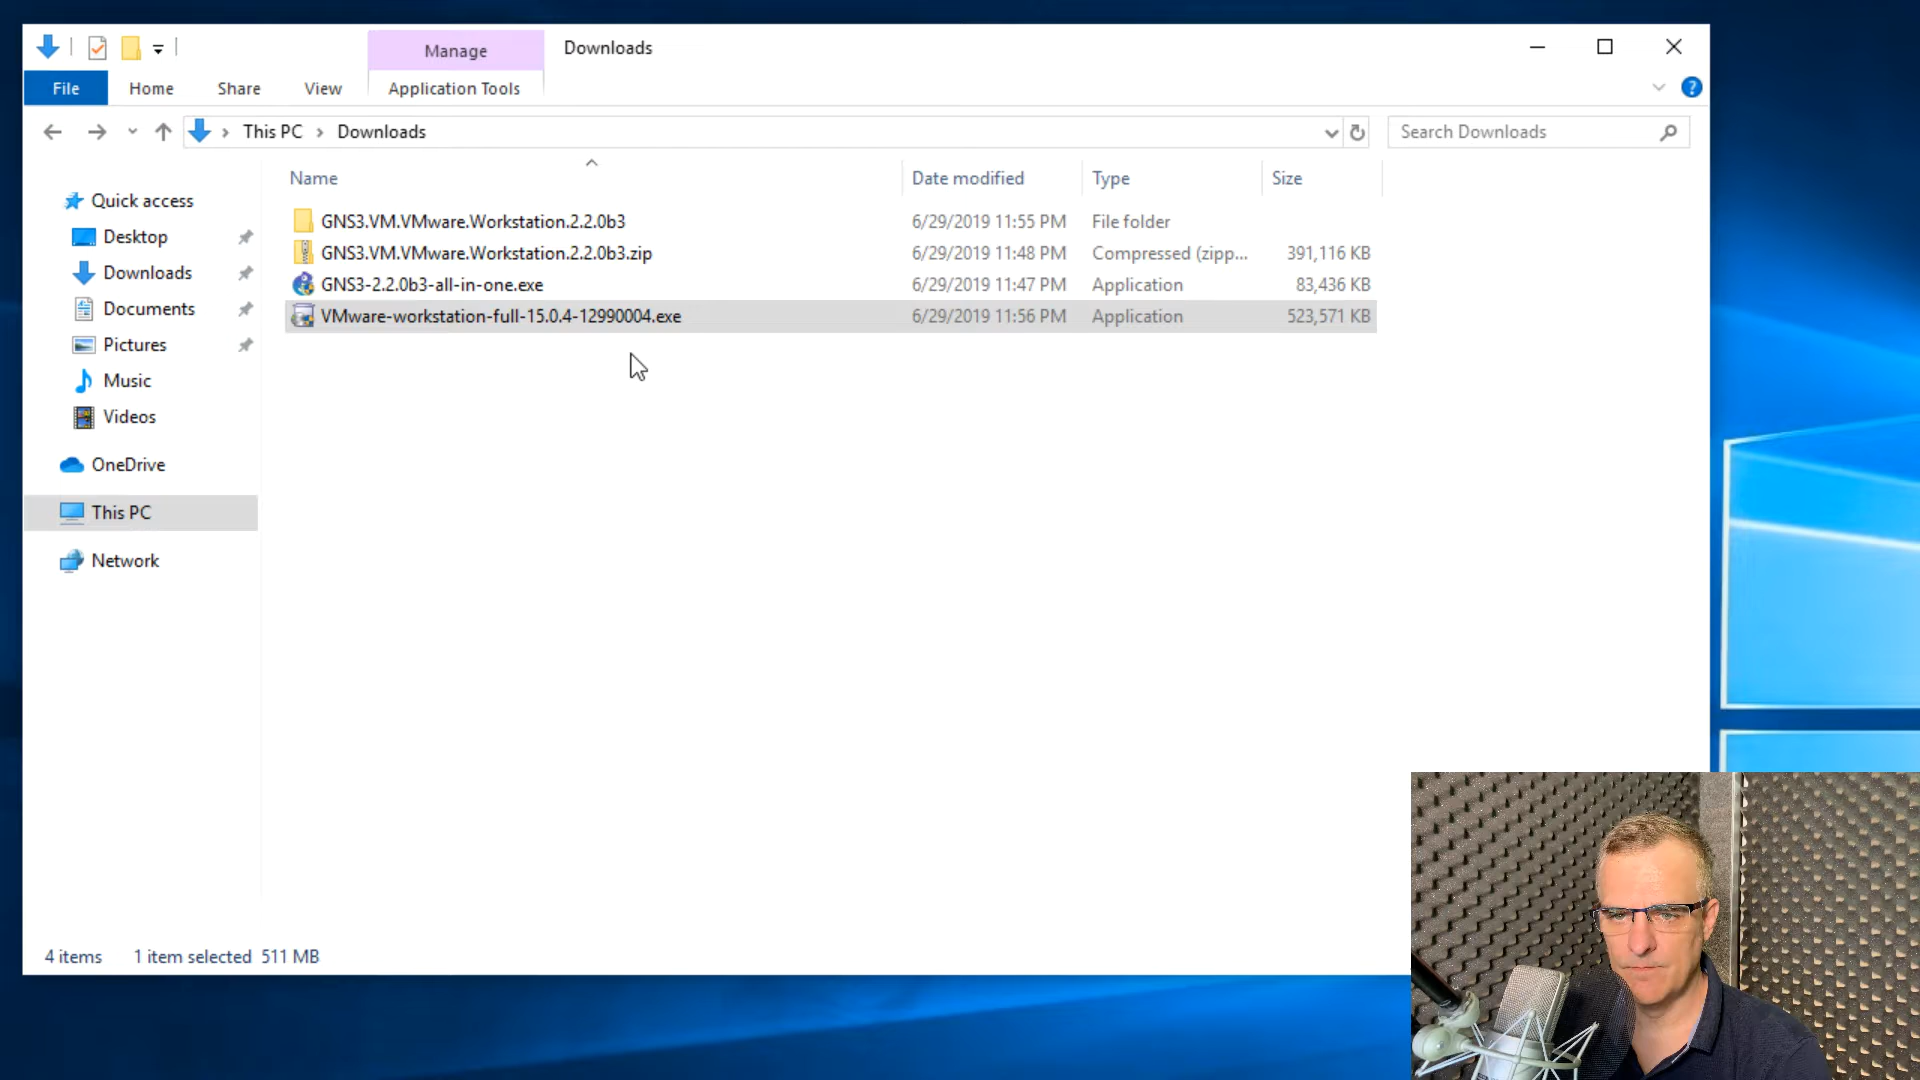 Manage
Downloads
File
Home
Share
View
Application Tools
?
This PC
Downloads
Search Downloads
Name
Date modified
Type
Size
Quick access
Desktop
Downloads
Documents
Pictures
Music
Videos
OneDrive
This PC
Network
GNS3.VM.VMware.Workstation.2.2.0b3 6/29/2019 11:55 PM File folder
GNS3.VM.VMware.Workstation.2.2.0b3.zip 6/29/2019 11:48 PM Compressed (zipp... 391,116 KB
GNS3-2.2.0b3-all-in-one.exe 6/29/2019 11:47 PM Application 83,436 KB
VMware-workstation-full-15.0.4-12990004.exe 6/29/2019 11:56 PM Application 523,571 KB
4 items 1 item selected 511 MB